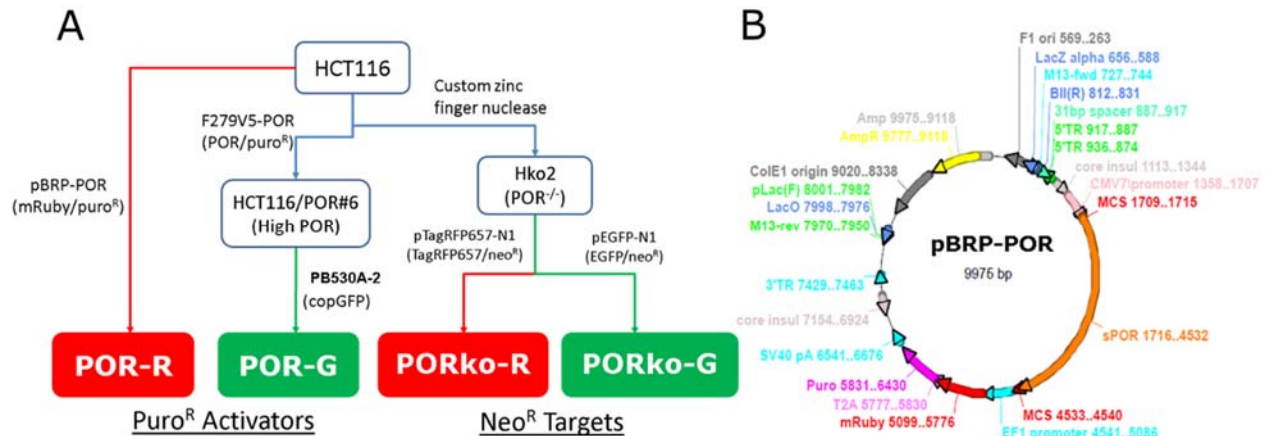 A
HCT116
Custom zinc
finger nuclease
F279V5-POR
(POR/puroR)
pBRP-POR
(mRuby/puroR)
HCT116/POR#6
(High POR)
Hko2
(POR-/-)
pTagRFP657-N1
(TagRFP657/neoR)
pEGFP-N1
(EGFP/neoR)
PB530A-2
(copGFP)
POR-R
POR-G
PORko-R
PORko-G
PuroR Activators
NeoR Targets
B
F1 ori 569..263
LacZ alpha 656..588
M13-fwd 727..744
BII(R) 812..831
31bp spacer 887..917
5'TR 917..887
5'TR 936..874
core insul 1113..1344
CMV7\promoter 1358..1707
MCS 1709..1715
sPOR 1716..4532
MCS 4533..4540
EF1 promoter 4541..5086
mRuby 5099..5776
T2A 5777..5830
Puro 5831..6430
SV40 pA 6541..6676
core insul 7154..6924
3'TR 7429..7463
M13-rev 7970..7950
LacO 7998..7976
pLac(F) 8001..7982
ColE1 origin 9020..8338
AmpR 9777..9118
Amp 9975..9118
pBRP-POR
9976 bp